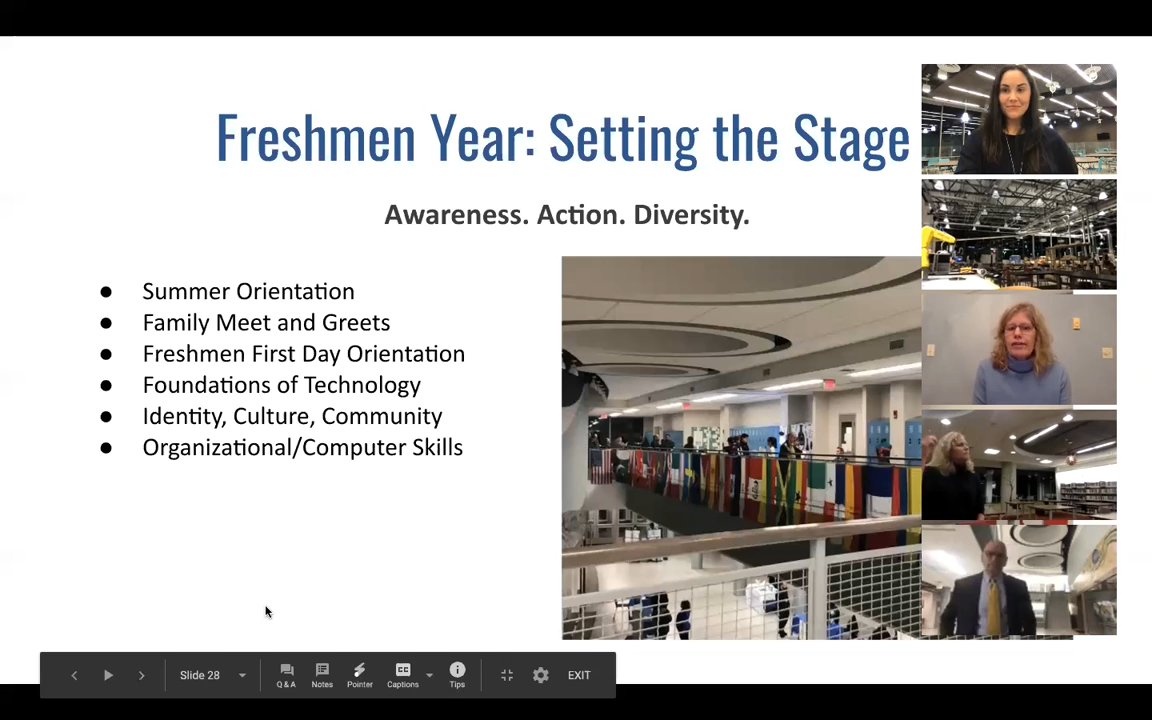 Freshmen Year: Setting the Stage
Awareness. Action. Diversity.
● Summer Orientation
● Family Meet and Greets
● Freshmen First Day Orientation
● Foundations of Technology
● Identity, Culture, Community
● Organizational/Computer Skills
Slide 28
Q & A
Notes
Pointer
CC
Captions
Tips
EXIT